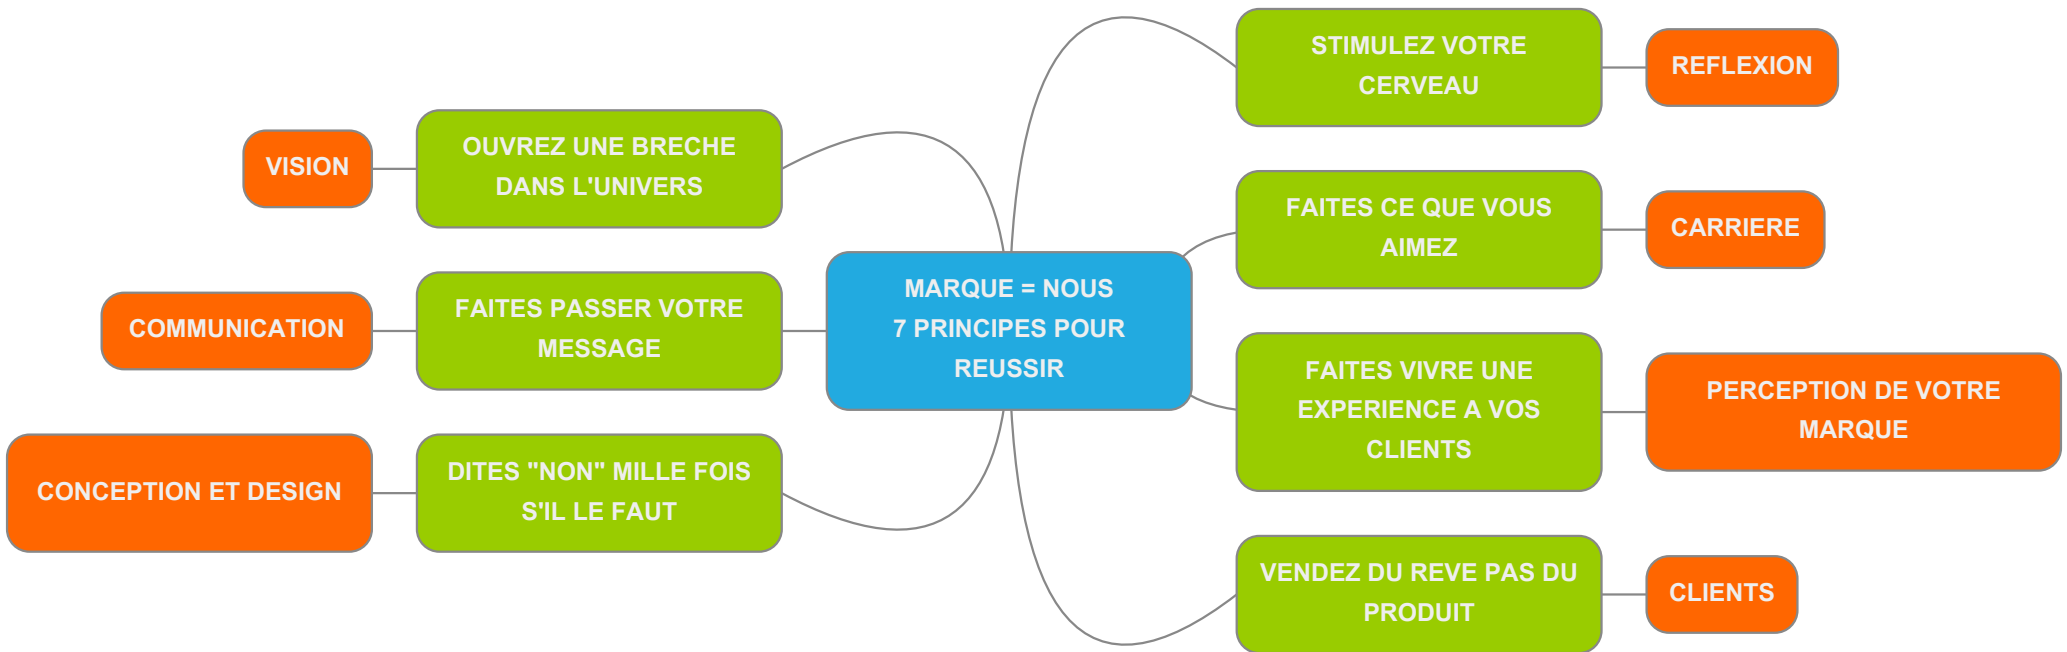 MARQUE = NOUS
7 PRINCIPES POUR
REUSSIR
STIMULEZ VOTRE
CERVEAU
REFLEXION
FAITES CE QUE VOUS
AIMEZ
CARRIERE
FAITES VIVRE UNE
EXPERIENCE A VOS
CLIENTS
PERCEPTION DE VOTRE
MARQUE
VENDEZ DU REVE PAS DU
PRODUIT
CLIENTS
OUVREZ UNE BRECHE
DANS L'UNIVERS
VISION
FAITES PASSER VOTRE
MESSAGE
COMMUNICATION
DITES "NON" MILLE FOIS
S'IL LE FAUT
CONCEPTION ET DESIGN